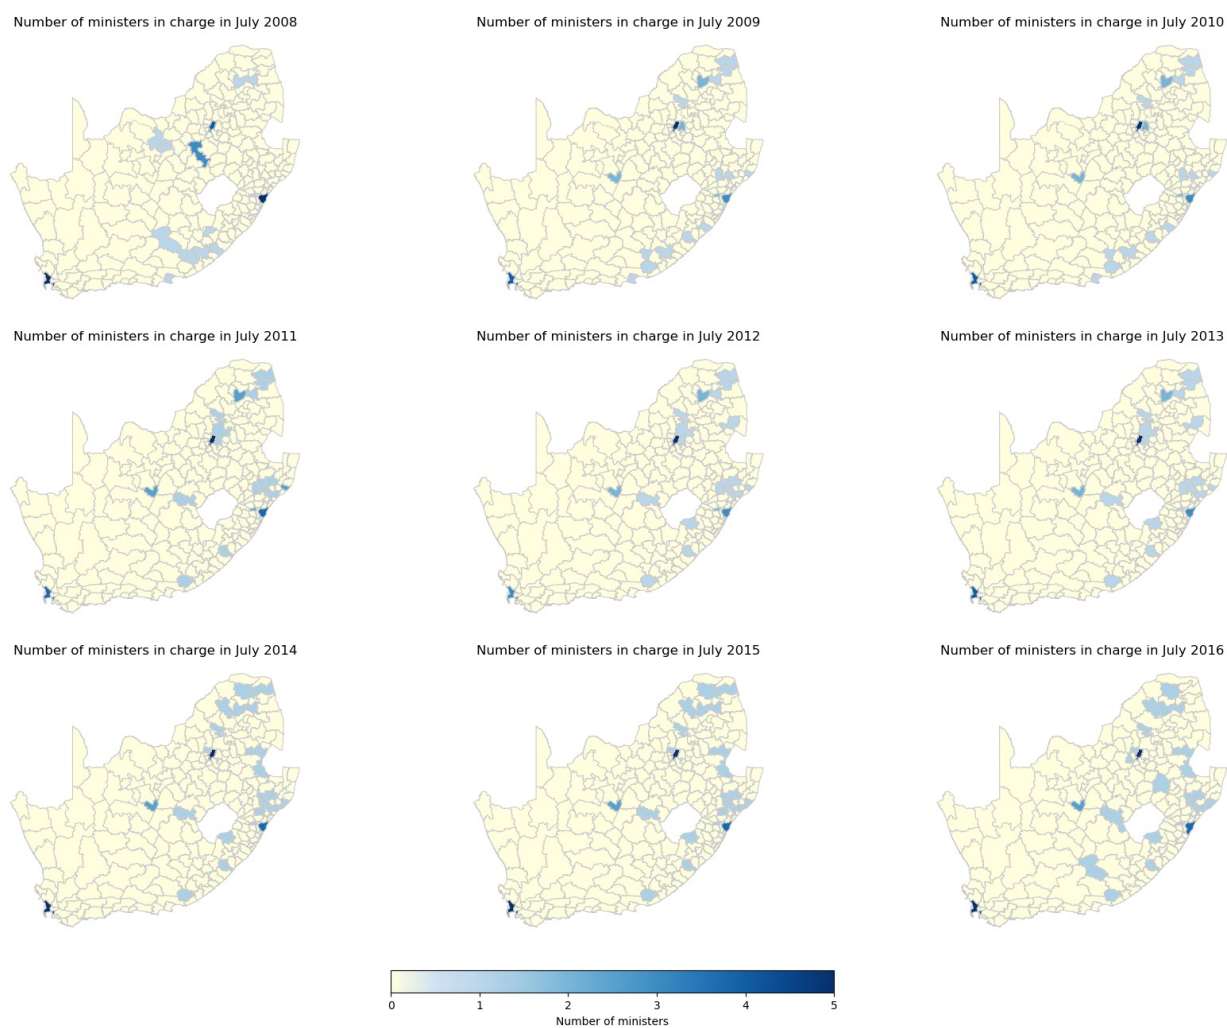 Number of ministers in charge in July 2008
Number of ministers in charge in July 2009
Number of ministers in charge in July 2010
Number of ministers in charge in July 2011
Number of ministers in charge in July 2012
Number of ministers in charge in July 2013
Number of ministers in charge in July 2014
Number of ministers in charge in July 2015
Number of ministers in charge in July 2016
0 1 2 3 4 5
Number of ministers